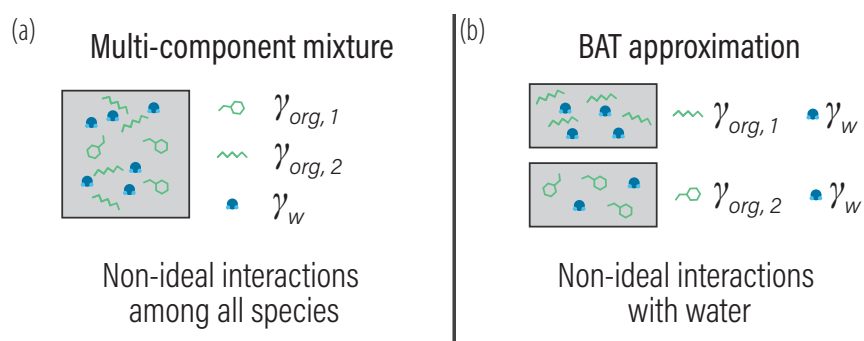 (a)
Multi-component mixture
γorg, 1
γorg, 2
γw
Non-ideal interactions
among all species
(b)
BAT approximation
γorg, 1 γw
γorg, 2 γw
Non-ideal interactions
with water